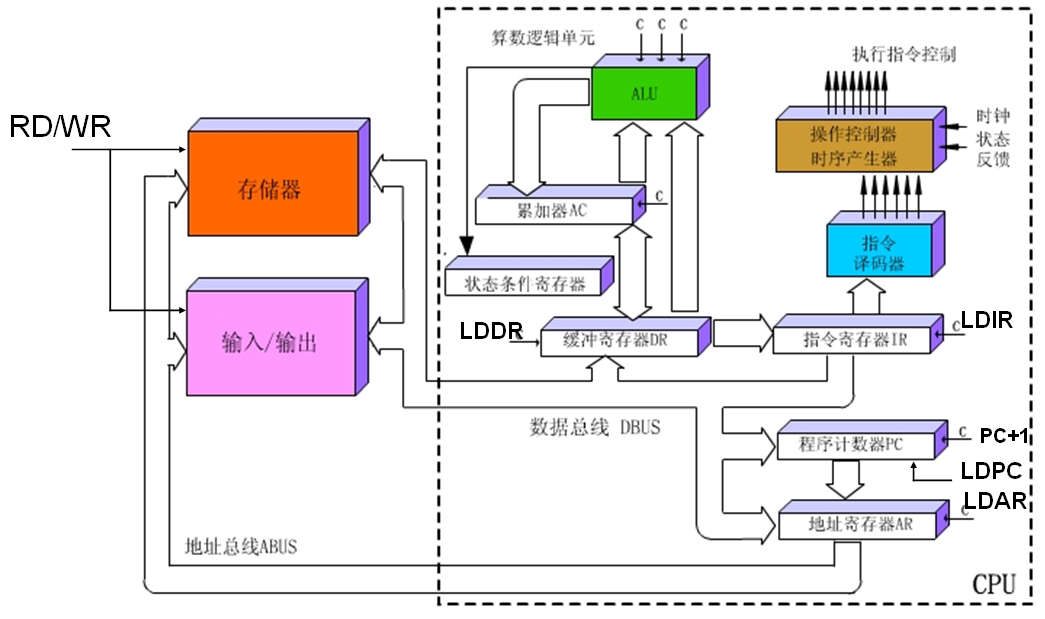 算数逻辑单元
C C C
执行指令控制
RD/WR
ALU
操作控制器
时序产生器
时钟
状态
反馈
存储器
累加器AC
C
指令
译码器
状态条件寄存器
输入/输出
LDDR
缓冲寄存器DR
指令寄存器IR
C
LDIR
数据总线 DBUS
程序计数器PC
C
PC+1
LDPC
LDAR
C
地址寄存器AR
地址总线ABUS
CPU